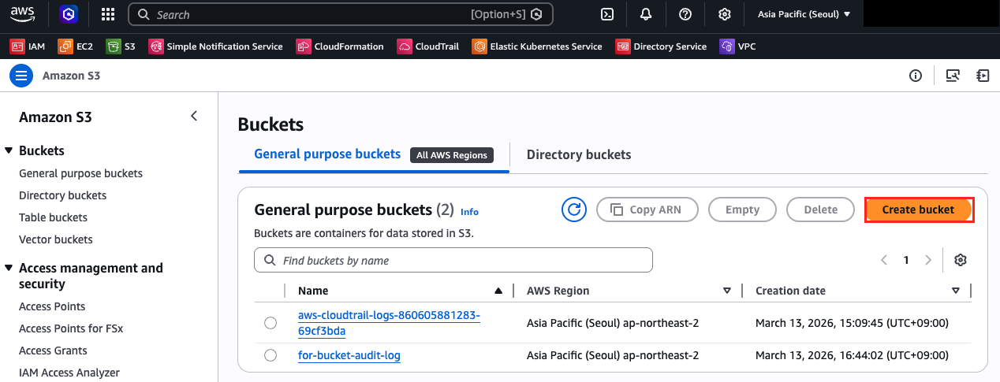 aws
Search
[Option+S]
Asia Pacific (Seoul)
IAM
EC2
S3
Simple Notification Service
CloudFormation
CloudTrail
Elastic Kubernetes Service
Directory Service
VPC
Amazon S3
Amazon S3
Buckets
General purpose buckets
Directory buckets
Table buckets
Vector buckets
Access management and
security
Access Points
Access Points for FSx
Access Grants
IAM Access Analyzer
Buckets
General purpose buckets All AWS Regions
Directory buckets
General purpose buckets (2) Info
Copy ARN
Empty
Delete
Create bucket
Buckets are containers for data stored in S3.
Find buckets by name
1
Name
AWS Region
Creation date
aws-cloudtrail-logs-860605881283-
69cf3bda
Asia Pacific (Seoul) ap-northeast-2
March 13, 2026, 15:09:45 (UTC+09:00)
for-bucket-audit-log
Asia Pacific (Seoul) ap-northeast-2
March 13, 2026, 16:44:02 (UTC+09:00)